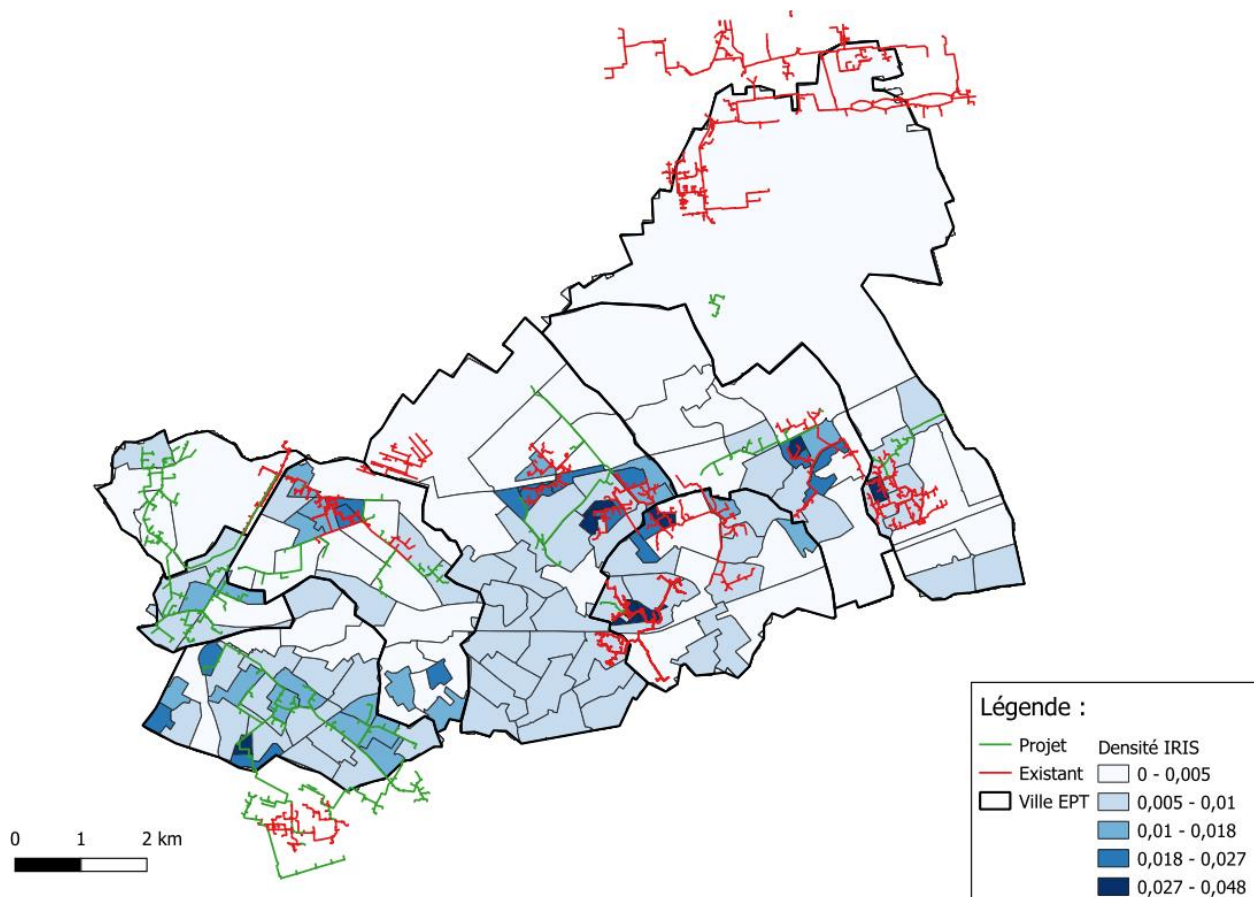 0 1 2 km
Légende :
Projet
Existant
Ville EPT
Densité IRIS
0 - 0,005
0,005 - 0,01
0,01 - 0,018
0,018 - 0,027
0,027 - 0,048